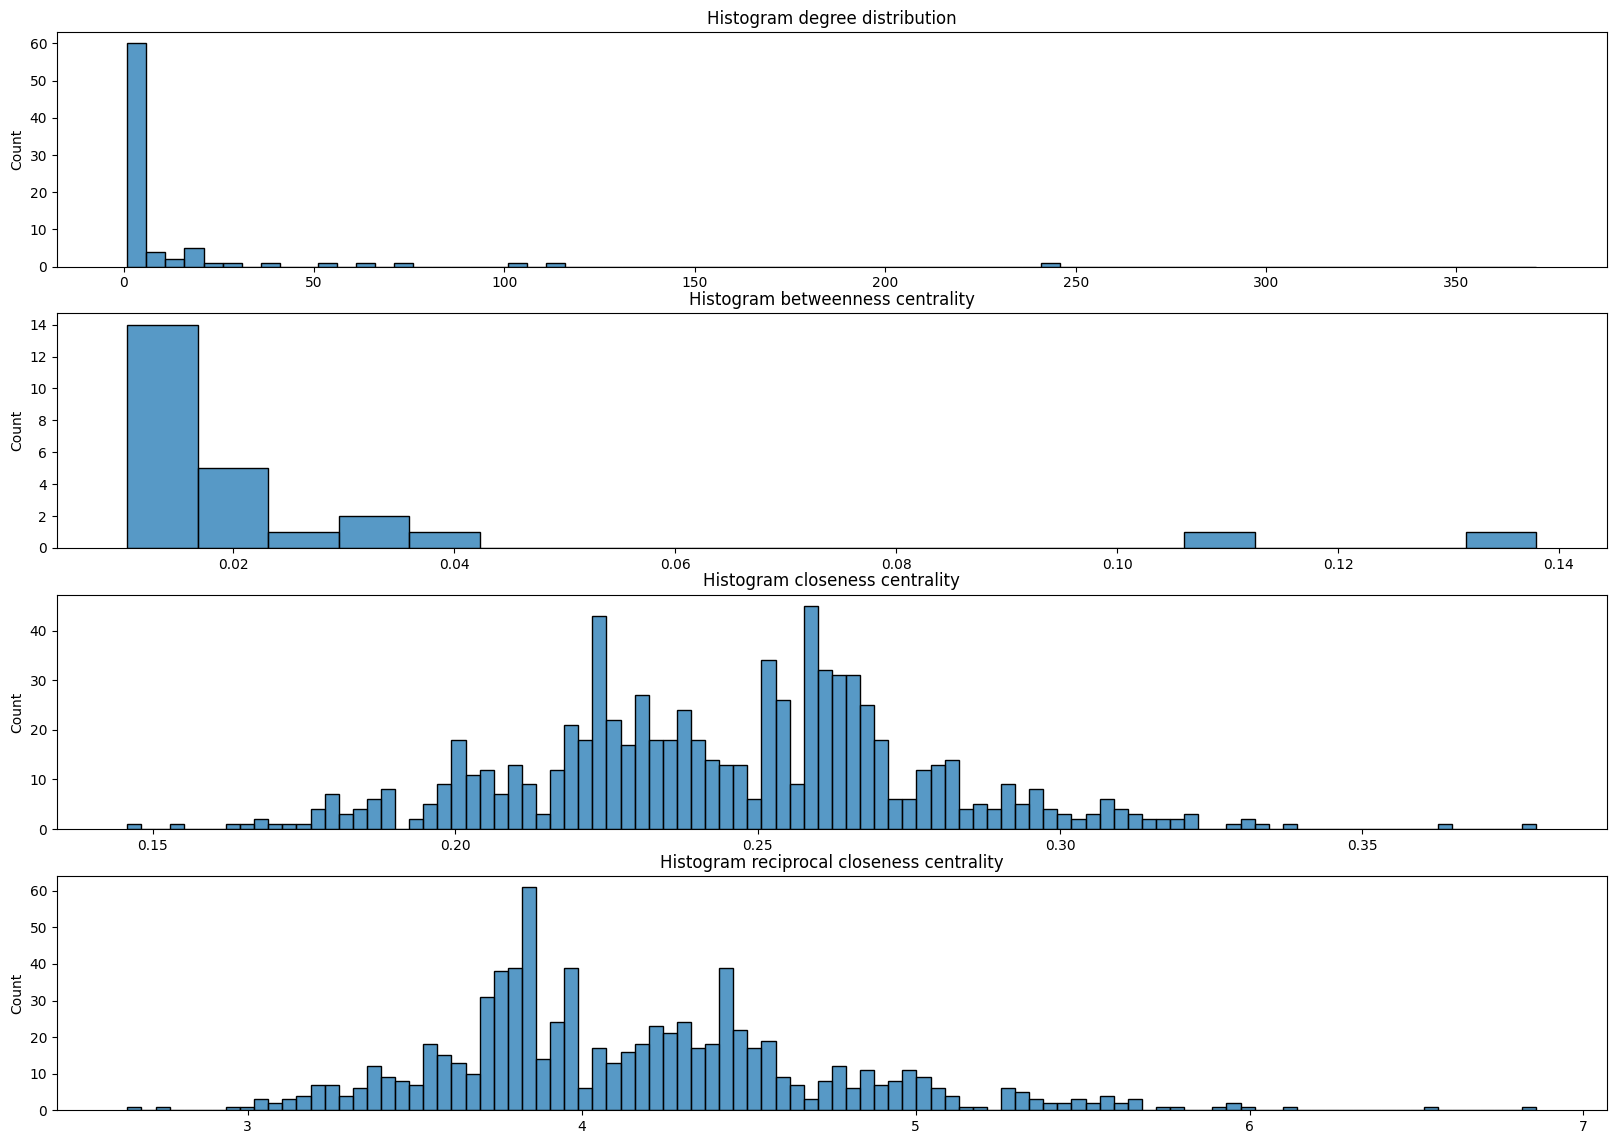 Histogram degree distribution
60
50
40
30
20
10
0
Count
0 50 100 150 200 250 300 350
Histogram betweenness centrality
14
12
10
8
6
4
2
0
Count
0.02 0.04 0.06 0.08 0.10 0.12 0.14
Histogram closeness centrality
40
30
20
10
0
Count
0.15 0.20 0.25 0.30 0.35
Histogram reciprocal closeness centrality
60
50
40
30
20
10
0
Count
3 4 5 6 7